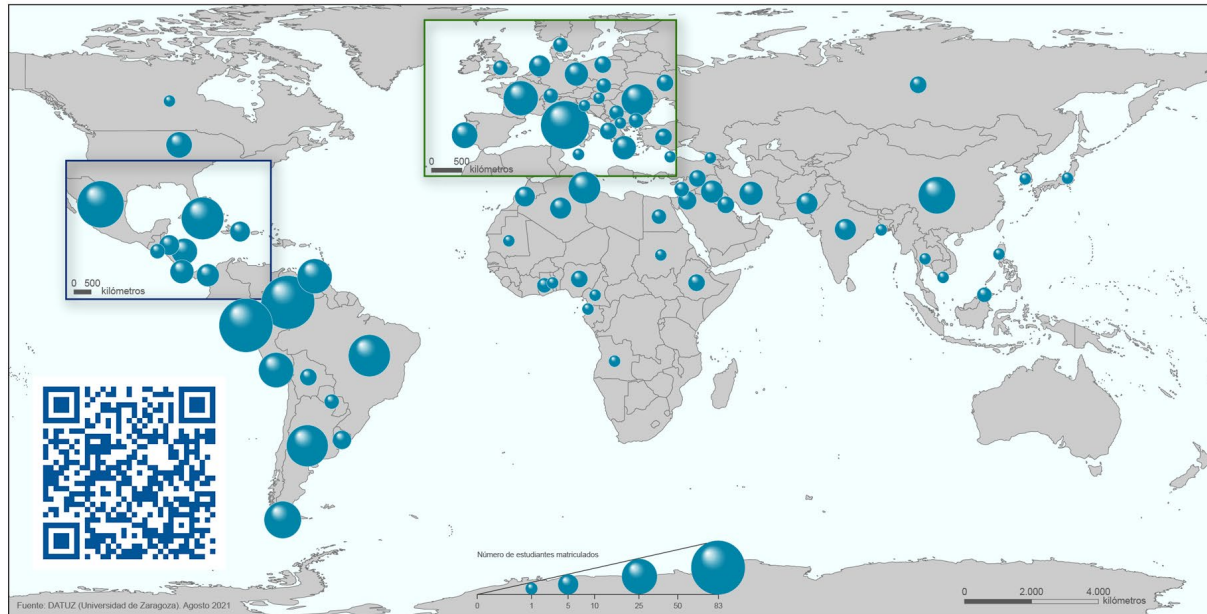 0 500
kilómetros
0 500
kilómetros
Número de estudiantes matriculados
0 1 5 10 25 50 83
Fuente: DATUZ (Universidad de Zaragoza). Agosto 2021
0 2.000 4.000
kilómetros